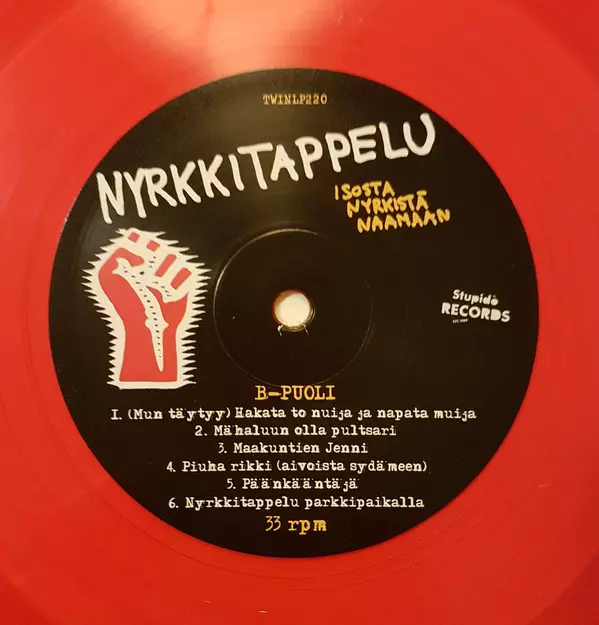 TWINLP220
NYRKKITAPPELU
ISOSTA
NYRKISTÄ
NAAMAAN
Stupido
RECORDS
B-PUOLI
1. (Mun täytyy) Hakata to nuija ja napata muija
2. Mä haluun olla pultsari
3. Maakuntien Jenni
4. Piuha rikki (aivoista sydämeen)
5. Päänkääntäjä
6. Nyrkkitappelu parkkipaikalla
33 rpm